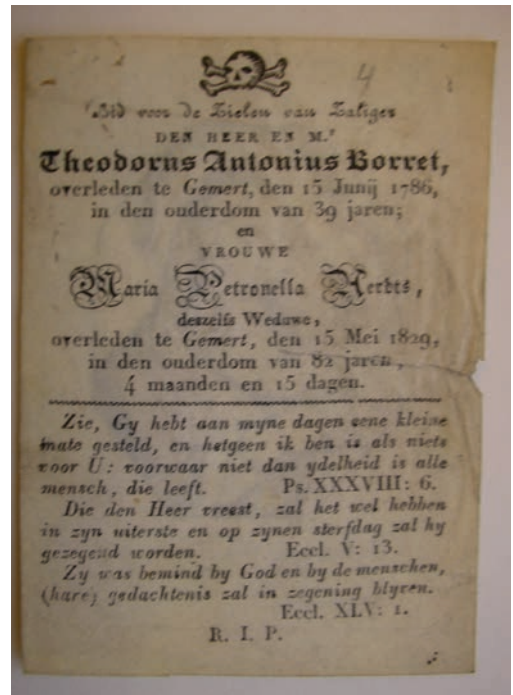 4
Bid voor de Zielen van Zaliger
DEN HEER EN M.r
Theodorus Antonius Borret,
overleden te Gemert, den 15 Junij 1786,
in den ouderdom van 39 jaren;
en
VROUWE
Maria Petronella Aerbts,
deszelfs Weduwe,
overleden te Gemert, den 15 Mei 1829,
in den ouderdom van 82 jaren,
4 maanden en 15 dagen.
Zie, Gy hebt aan myne dagen eene kleine
mate gesteld, en hetgeen ik ben is als niets
voor U: voorwaar niet dan ydelheid is alle
mensch, die leeft. Ps. XXXVIII: 6.
Die den Heer vreest, zal het wel hebben
in zyn uiterste en op zynen sterfdag zal hy
gezegend worden. Eccl. V: 13.
Zy was bemind by God en by de menschen,
(hare) gedachtenis zal in zegening blyven.
Eccl. XLV: 1.
R. I. P.